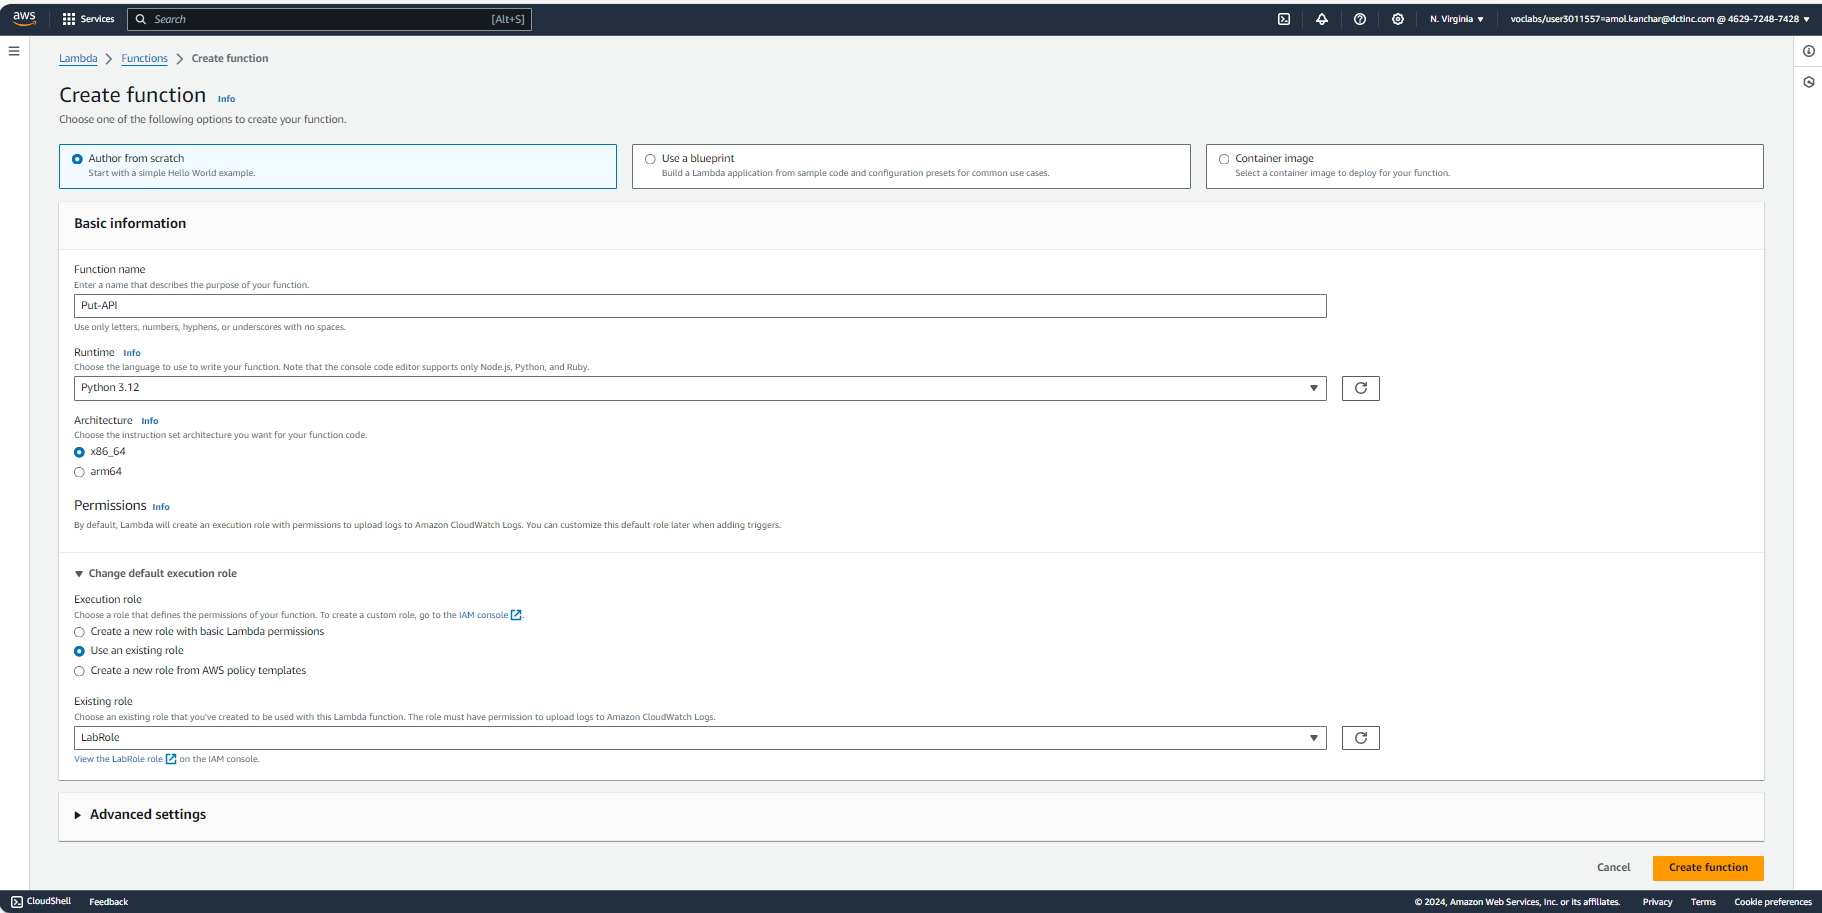 aws
Services
Search
[Alt+S]
N. Virginia ▼
voclabs/user3011557=amol.kanchar@dctinc.com @ 4629-7248-7428 ▼
Lambda > Functions > Create function
Create function Info
Choose one of the following options to create your function.
Author from scratch
Start with a simple Hello World example.
Use a blueprint
Build a Lambda application from sample code and configuration presets for common use cases.
Container image
Select a container image to deploy for your function.
Basic information
Function name
Enter a name that describes the purpose of your function.
Put-API
Use only letters, numbers, hyphens, or underscores with no spaces.
Runtime Info
Choose the language to use to write your function. Note that the console code editor supports only Node.js, Python, and Ruby.
Python 3.12
Architecture Info
Choose the instruction set architecture you want for your function code.
x86_64
arm64
Permissions Info
By default, Lambda will create an execution role with permissions to upload logs to Amazon CloudWatch Logs. You can customize this default role later when adding triggers.
Change default execution role
Execution role
Choose a role that defines the permissions of your function. To create a custom role, go to the IAM console.
Create a new role with basic Lambda permissions
Use an existing role
Create a new role from AWS policy templates
Existing role
Choose an existing role that you've created to be used with this Lambda function. The role must have permission to upload logs to Amazon CloudWatch Logs.
LabRole
View the LabRole role on the IAM console.
Advanced settings
Cancel
Create function
CloudShell
Feedback
© 2024, Amazon Web Services, Inc. or its affiliates.
Privacy
Terms
Cookie preferences